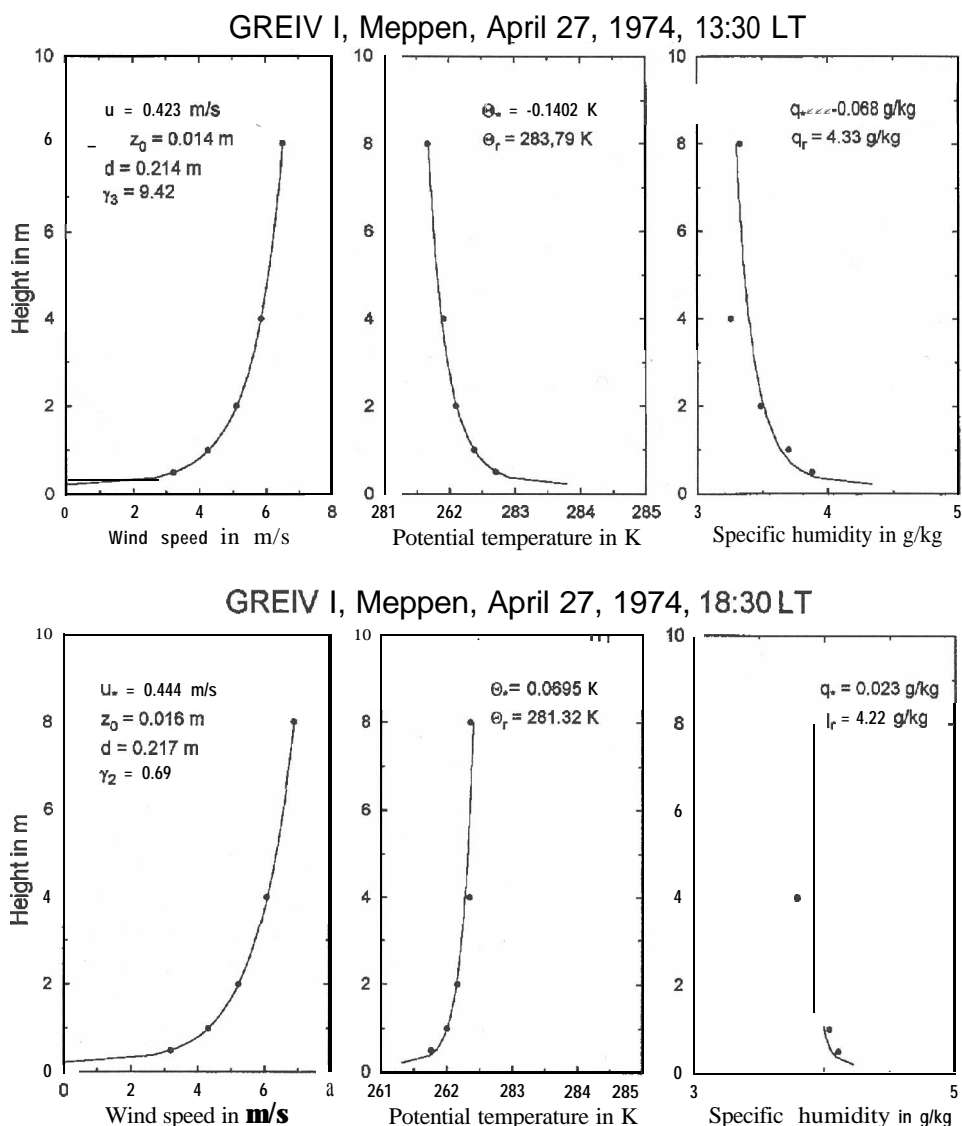 GREIV I, Meppen, April 27, 1974, 13:30 LT
10
6
6
4
2
0
Height in m
u = 0.423 m/s
z0 = 0.014 m
d = 0.214 m
γ3 = 9.42
0 2 4 6 8
Wind speed in m/s
10
8
6
4
2
0
Θ* = -0.1402 K
Θr = 283,79 K
281 262 283 284 285
Potential temperature in K
10
8
6
4
2
0
q* -0.068 g/kg
qr = 4.33 g/kg
3 4 5
Specific humidity in g/kg
GREIV I, Meppen, April 27, 1974, 18:30 LT
10
8
6
4
2
0
Height in m
u* = 0.444 m/s
z0 = 0.016 m
d = 0.217 m
γ2 = 0.69
0 2 4 6 a
Wind speed in m/s
10
8
6
4
2
0
Θ* = 0.0695 K
Θr = 281.32 K
261 262 283 284 285
Potential temperature in K
10
8
6
4
2
0
q* = 0.023 g/kg
lr = 4.22 g/kg
3 4 5
Specific humidity in g/kg